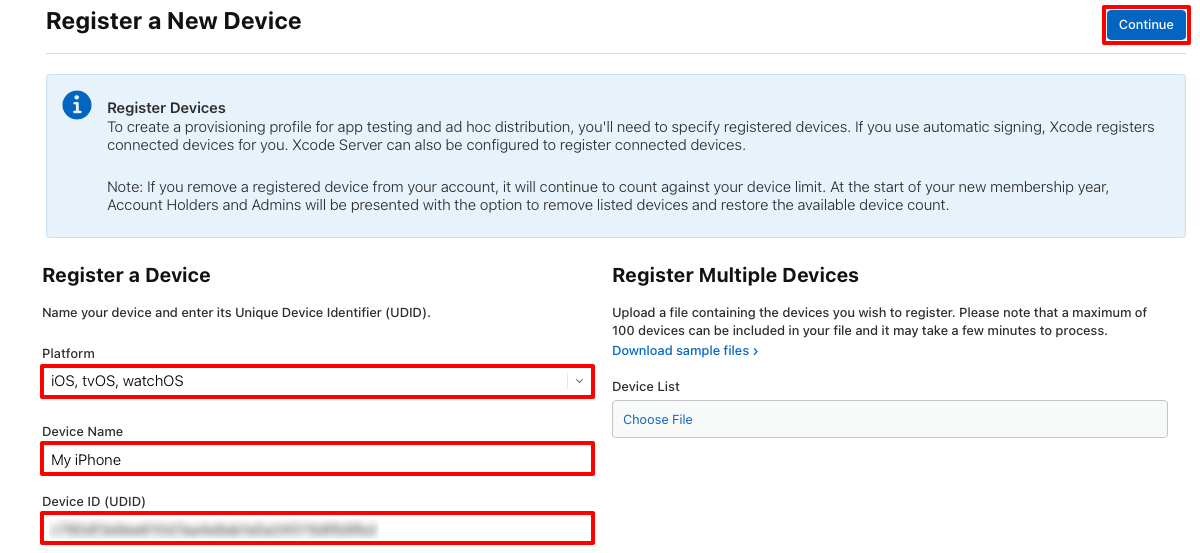 Register a New Device
Continue
Register Devices
To create a provisioning profile for app testing and ad hoc distribution, you'll need to specify registered devices. If you use automatic signing, Xcode registers
connected devices for you. Xcode Server can also be configured to register connected devices.
Note: If you remove a registered device from your account, it will continue to count against your device limit. At the start of your new membership year,
Account Holders and Admins will be presented with the option to remove listed devices and restore the available device count.
Register a Device
Name your device and enter its Unique Device Identifier (UDID).
Platform
iOS, tvOS, watchOS
Device Name
My iPhone
Device ID (UDID)
Register Multiple Devices
Upload a file containing the devices you wish to register. Please note that a maximum of
100 devices can be included in your file and it may take a few minutes to process.
Download sample files ›
Device List
Choose File